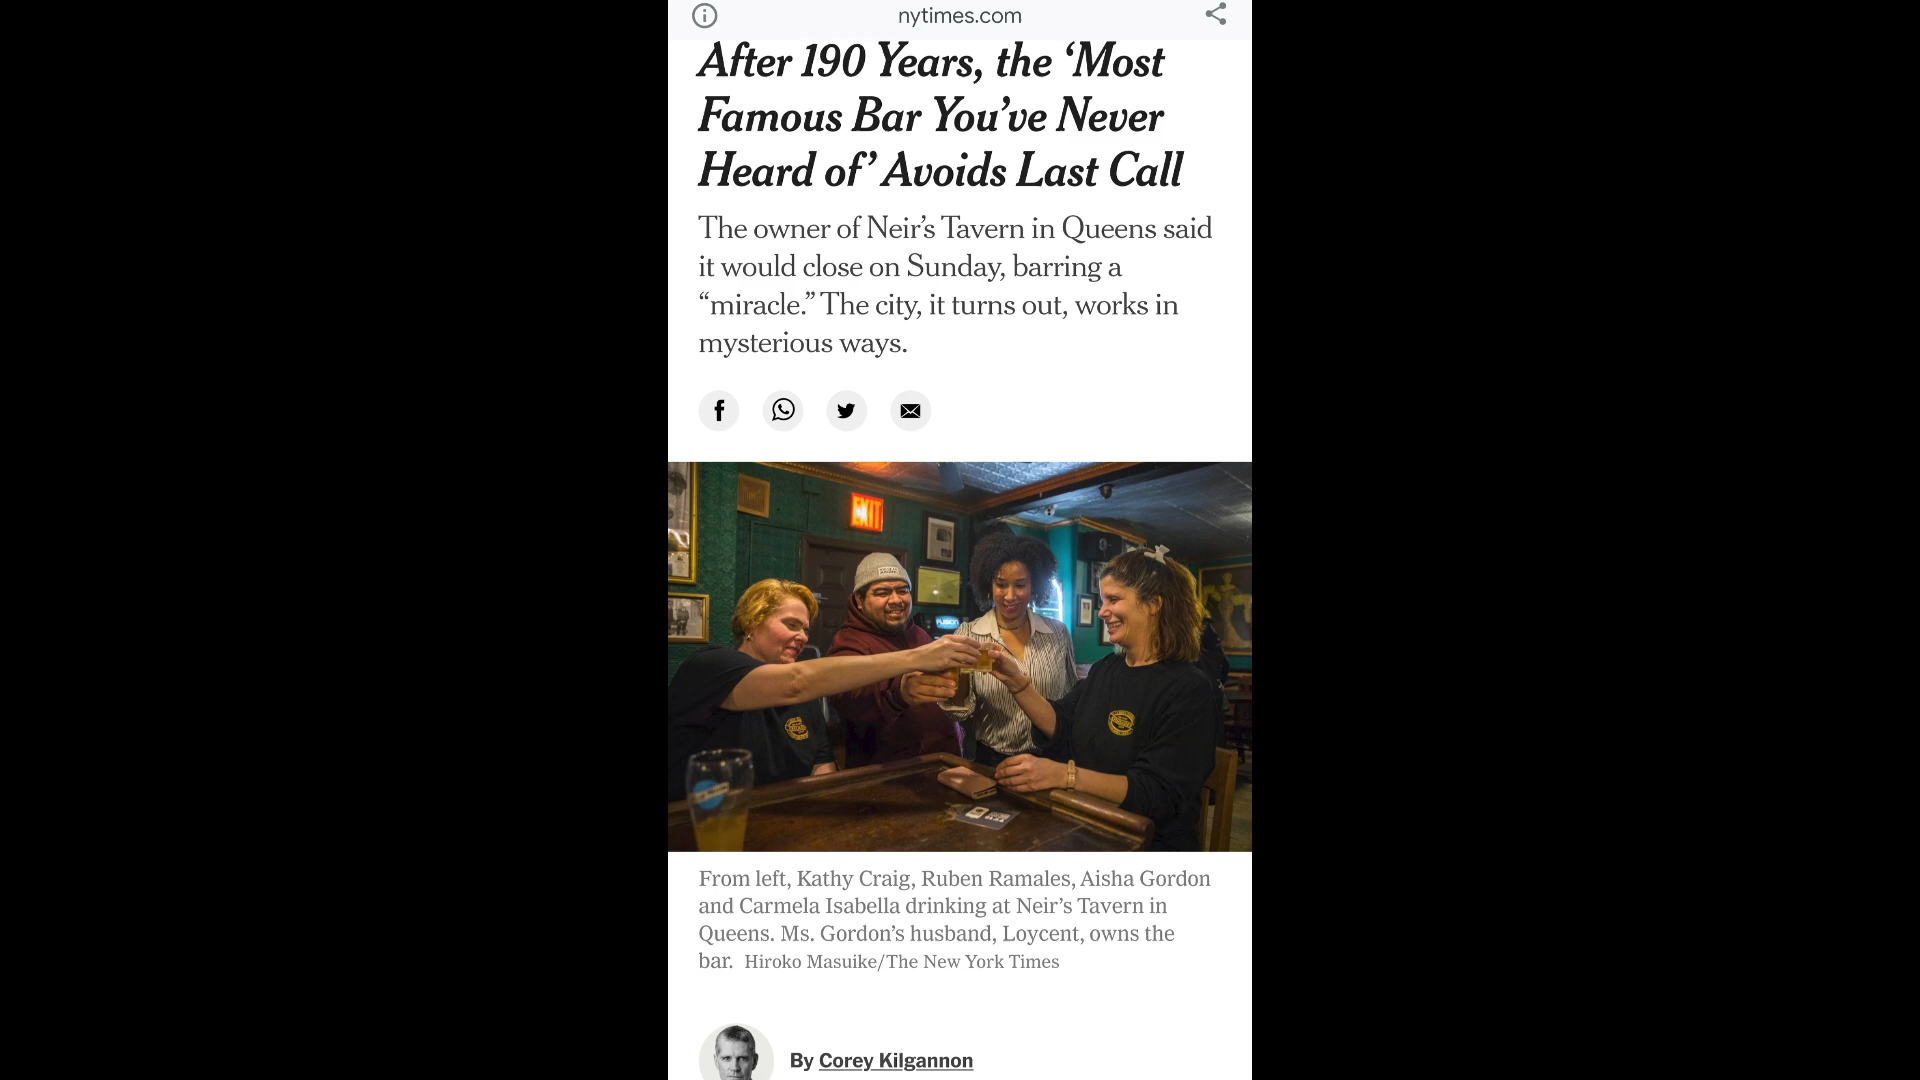 nytimes.com
After 190 Years, the ‘Most
Famous Bar You’ve Never
Heard of’ Avoids Last Call
The owner of Neir’s Tavern in Queens said
it would close on Sunday, barring a
“miracle.” The city, it turns out, works in
mysterious ways.
EXIT
FUSION
From left, Kathy Craig, Ruben Ramales, Aisha Gordon
and Carmela Isabella drinking at Neir’s Tavern in
Queens. Ms. Gordon’s husband, Loycent, owns the
bar. Hiroko Masuike/The New York Times
By Corey Kilgannon